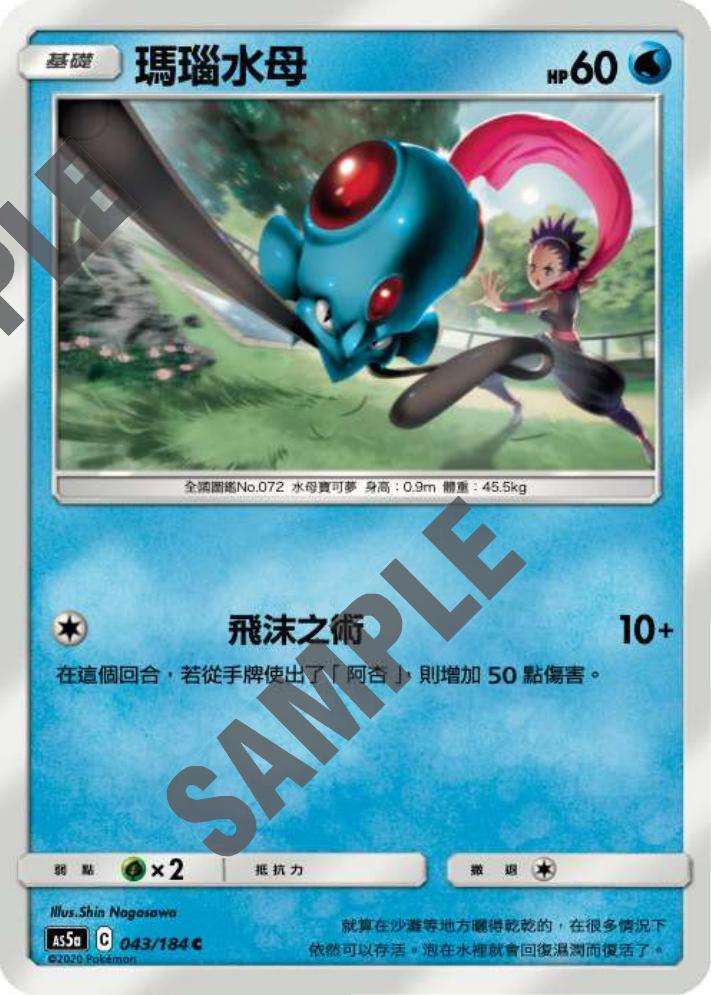 基礎 瑪瑙水母 HP60
全國圖鑑No.072 水母寶可夢 身高：0.9m 體重：45.5kg
飛沫之術 10+
在這個回合，若從手牌使出了「阿杏」，則增加 50 點傷害。
SAMPLE
PLE
弱點 ×2 抵抗力 撤退
Illus.Shin Nagasawa
AS5a C 043/184 C
©2020 Pokémon
就算在沙灘等地方曬得乾乾的，在很多情況下
依然可以存活。泡在水裡就會回復濕潤而復活了。